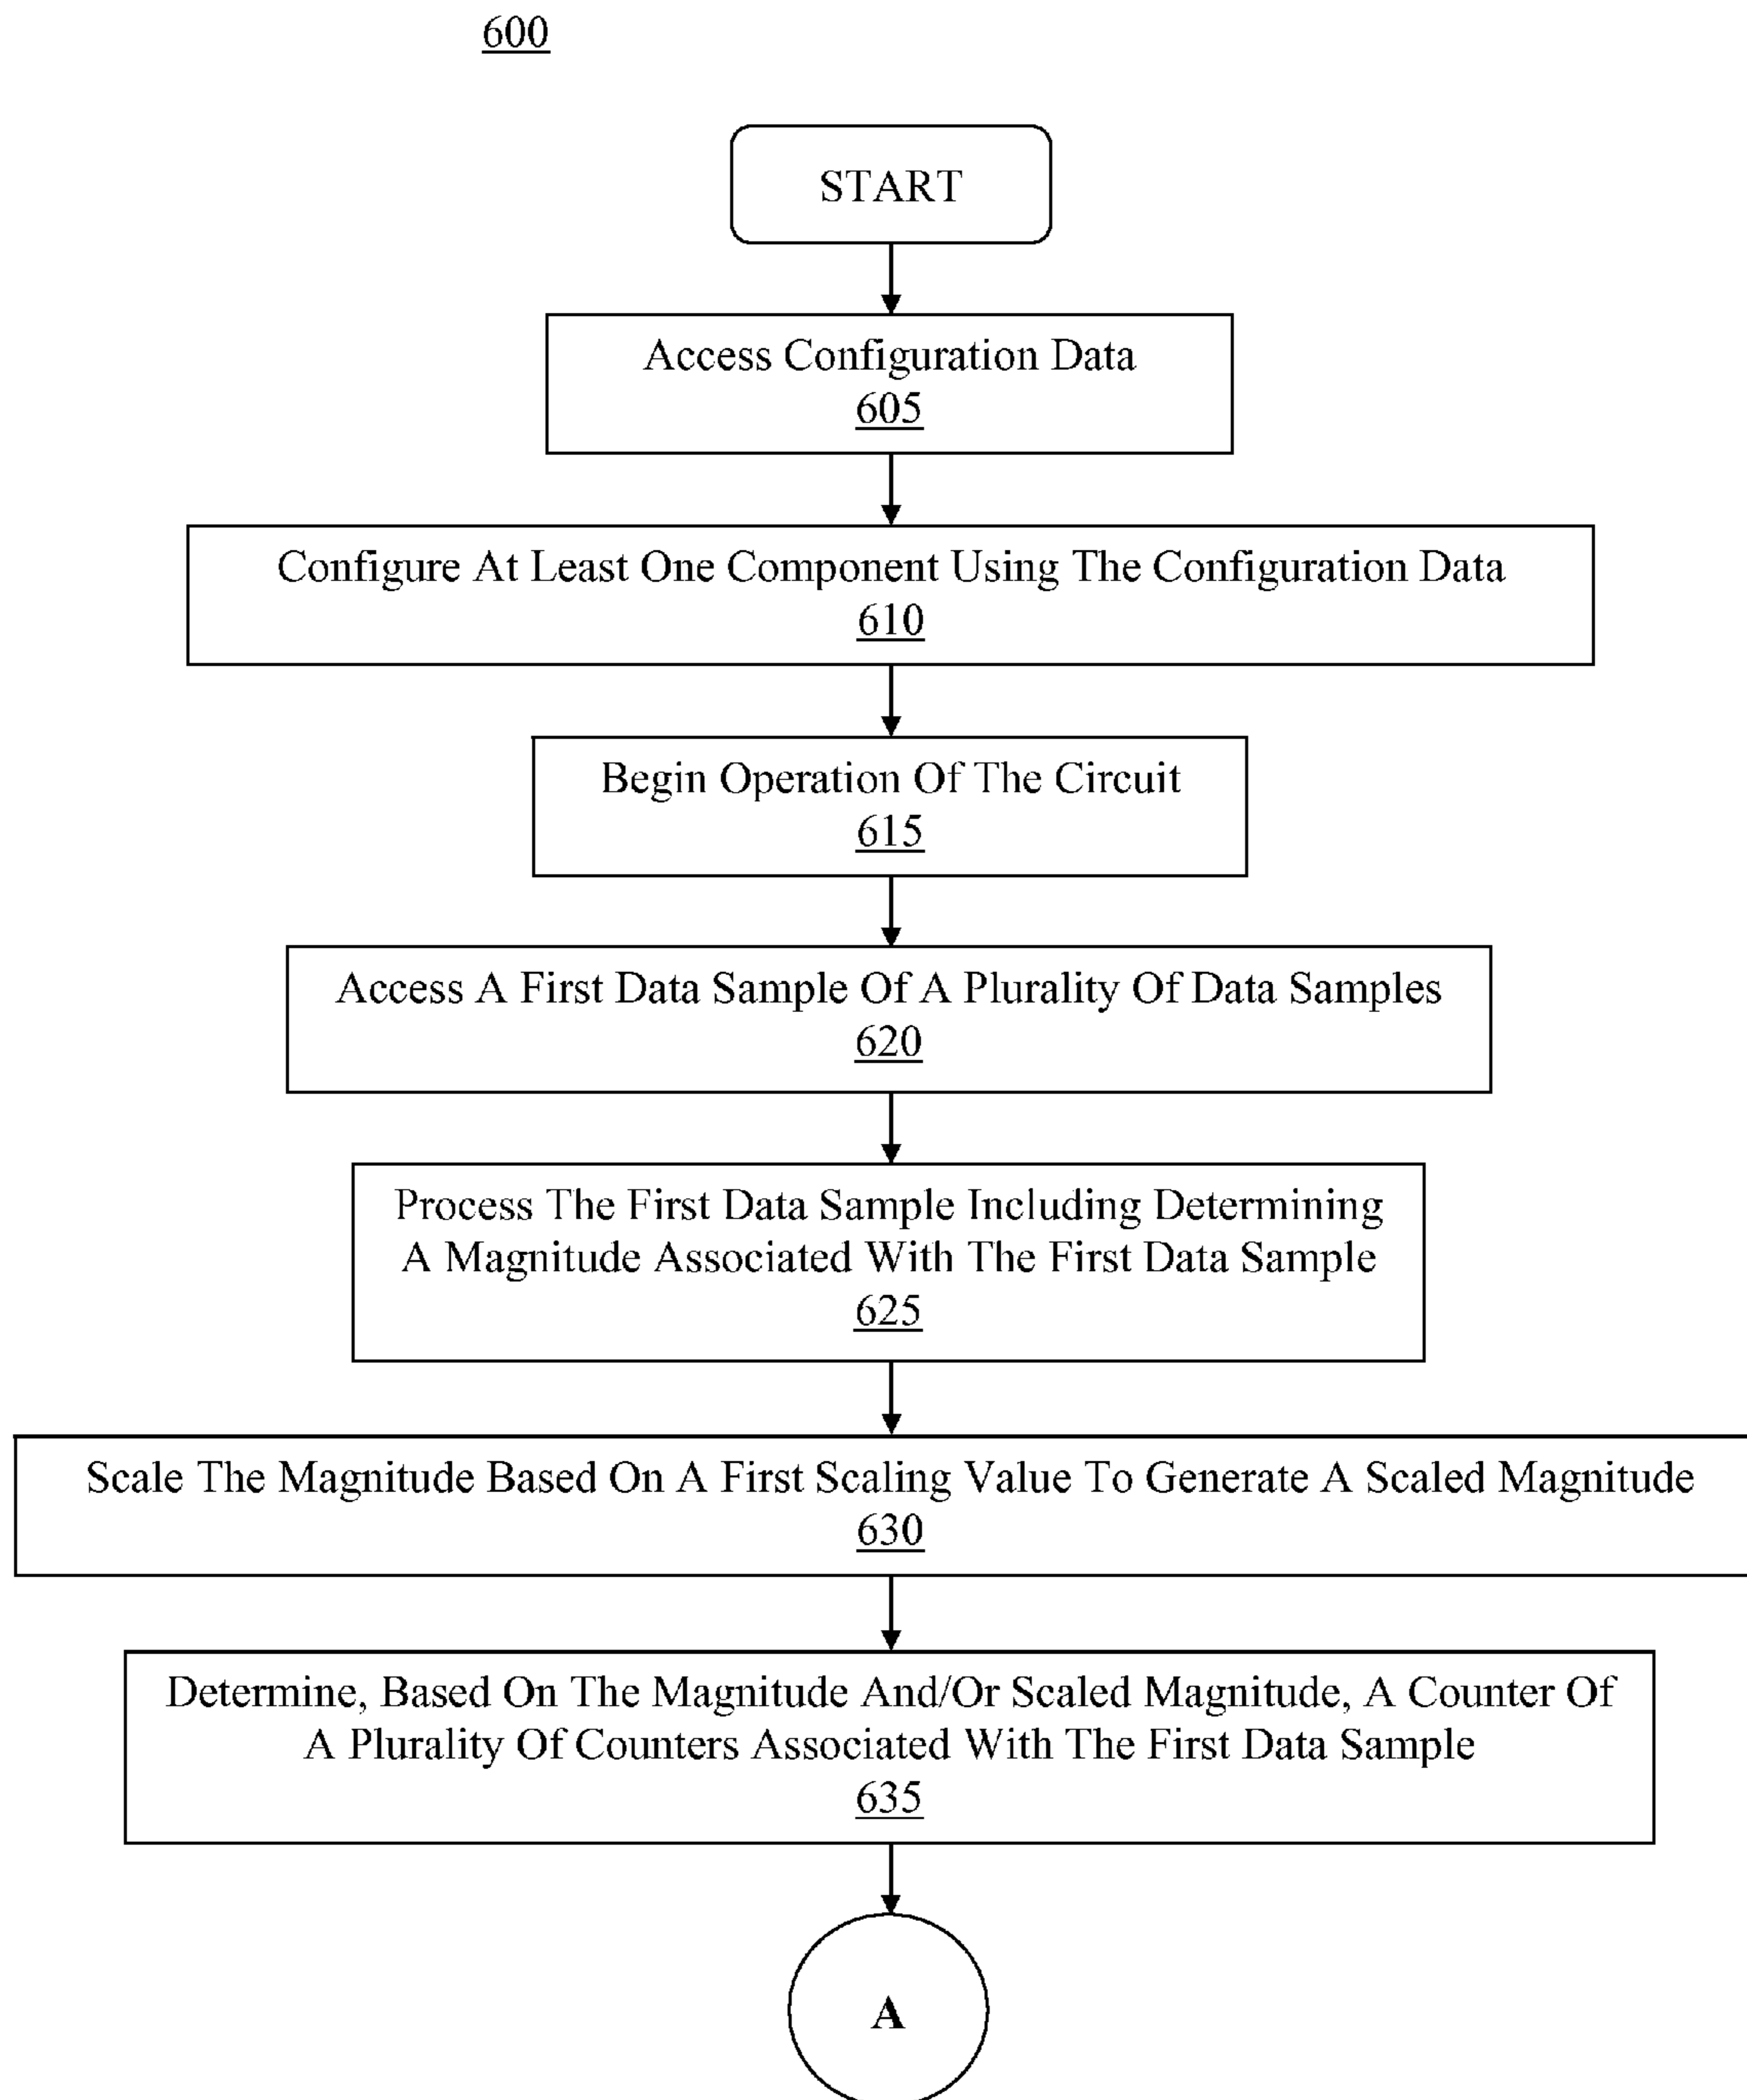 600
START
Access Configuration Data
605
Configure At Least One Component Using The Configuration Data
610
Begin Operation Of The Circuit
615
Access A First Data Sample Of A Plurality Of Data Samples
620
Process The First Data Sample Including Determining
A Magnitude Associated With The First Data Sample
625
Scale The Magnitude Based On A First Scaling Value To Generate A Scaled Magnitude
630
Determine, Based On The Magnitude And/Or Scaled Magnitude, A Counter Of
A Plurality Of Counters Associated With The First Data Sample
635
A